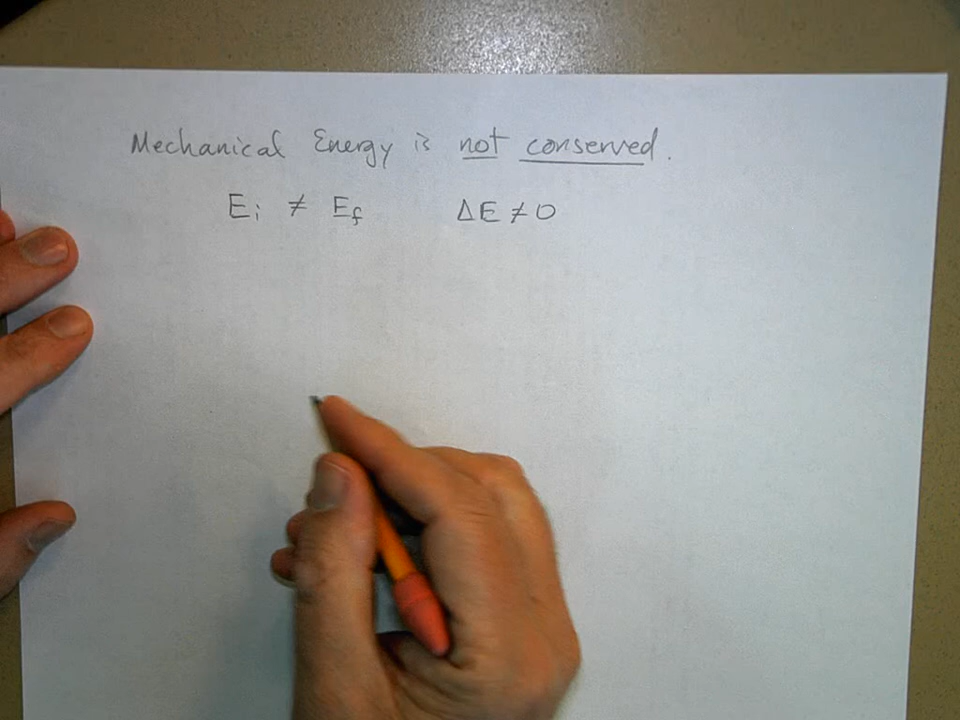 Mechanical Energy is not conserved.
Ei ≠ Ef ΔE ≠ 0